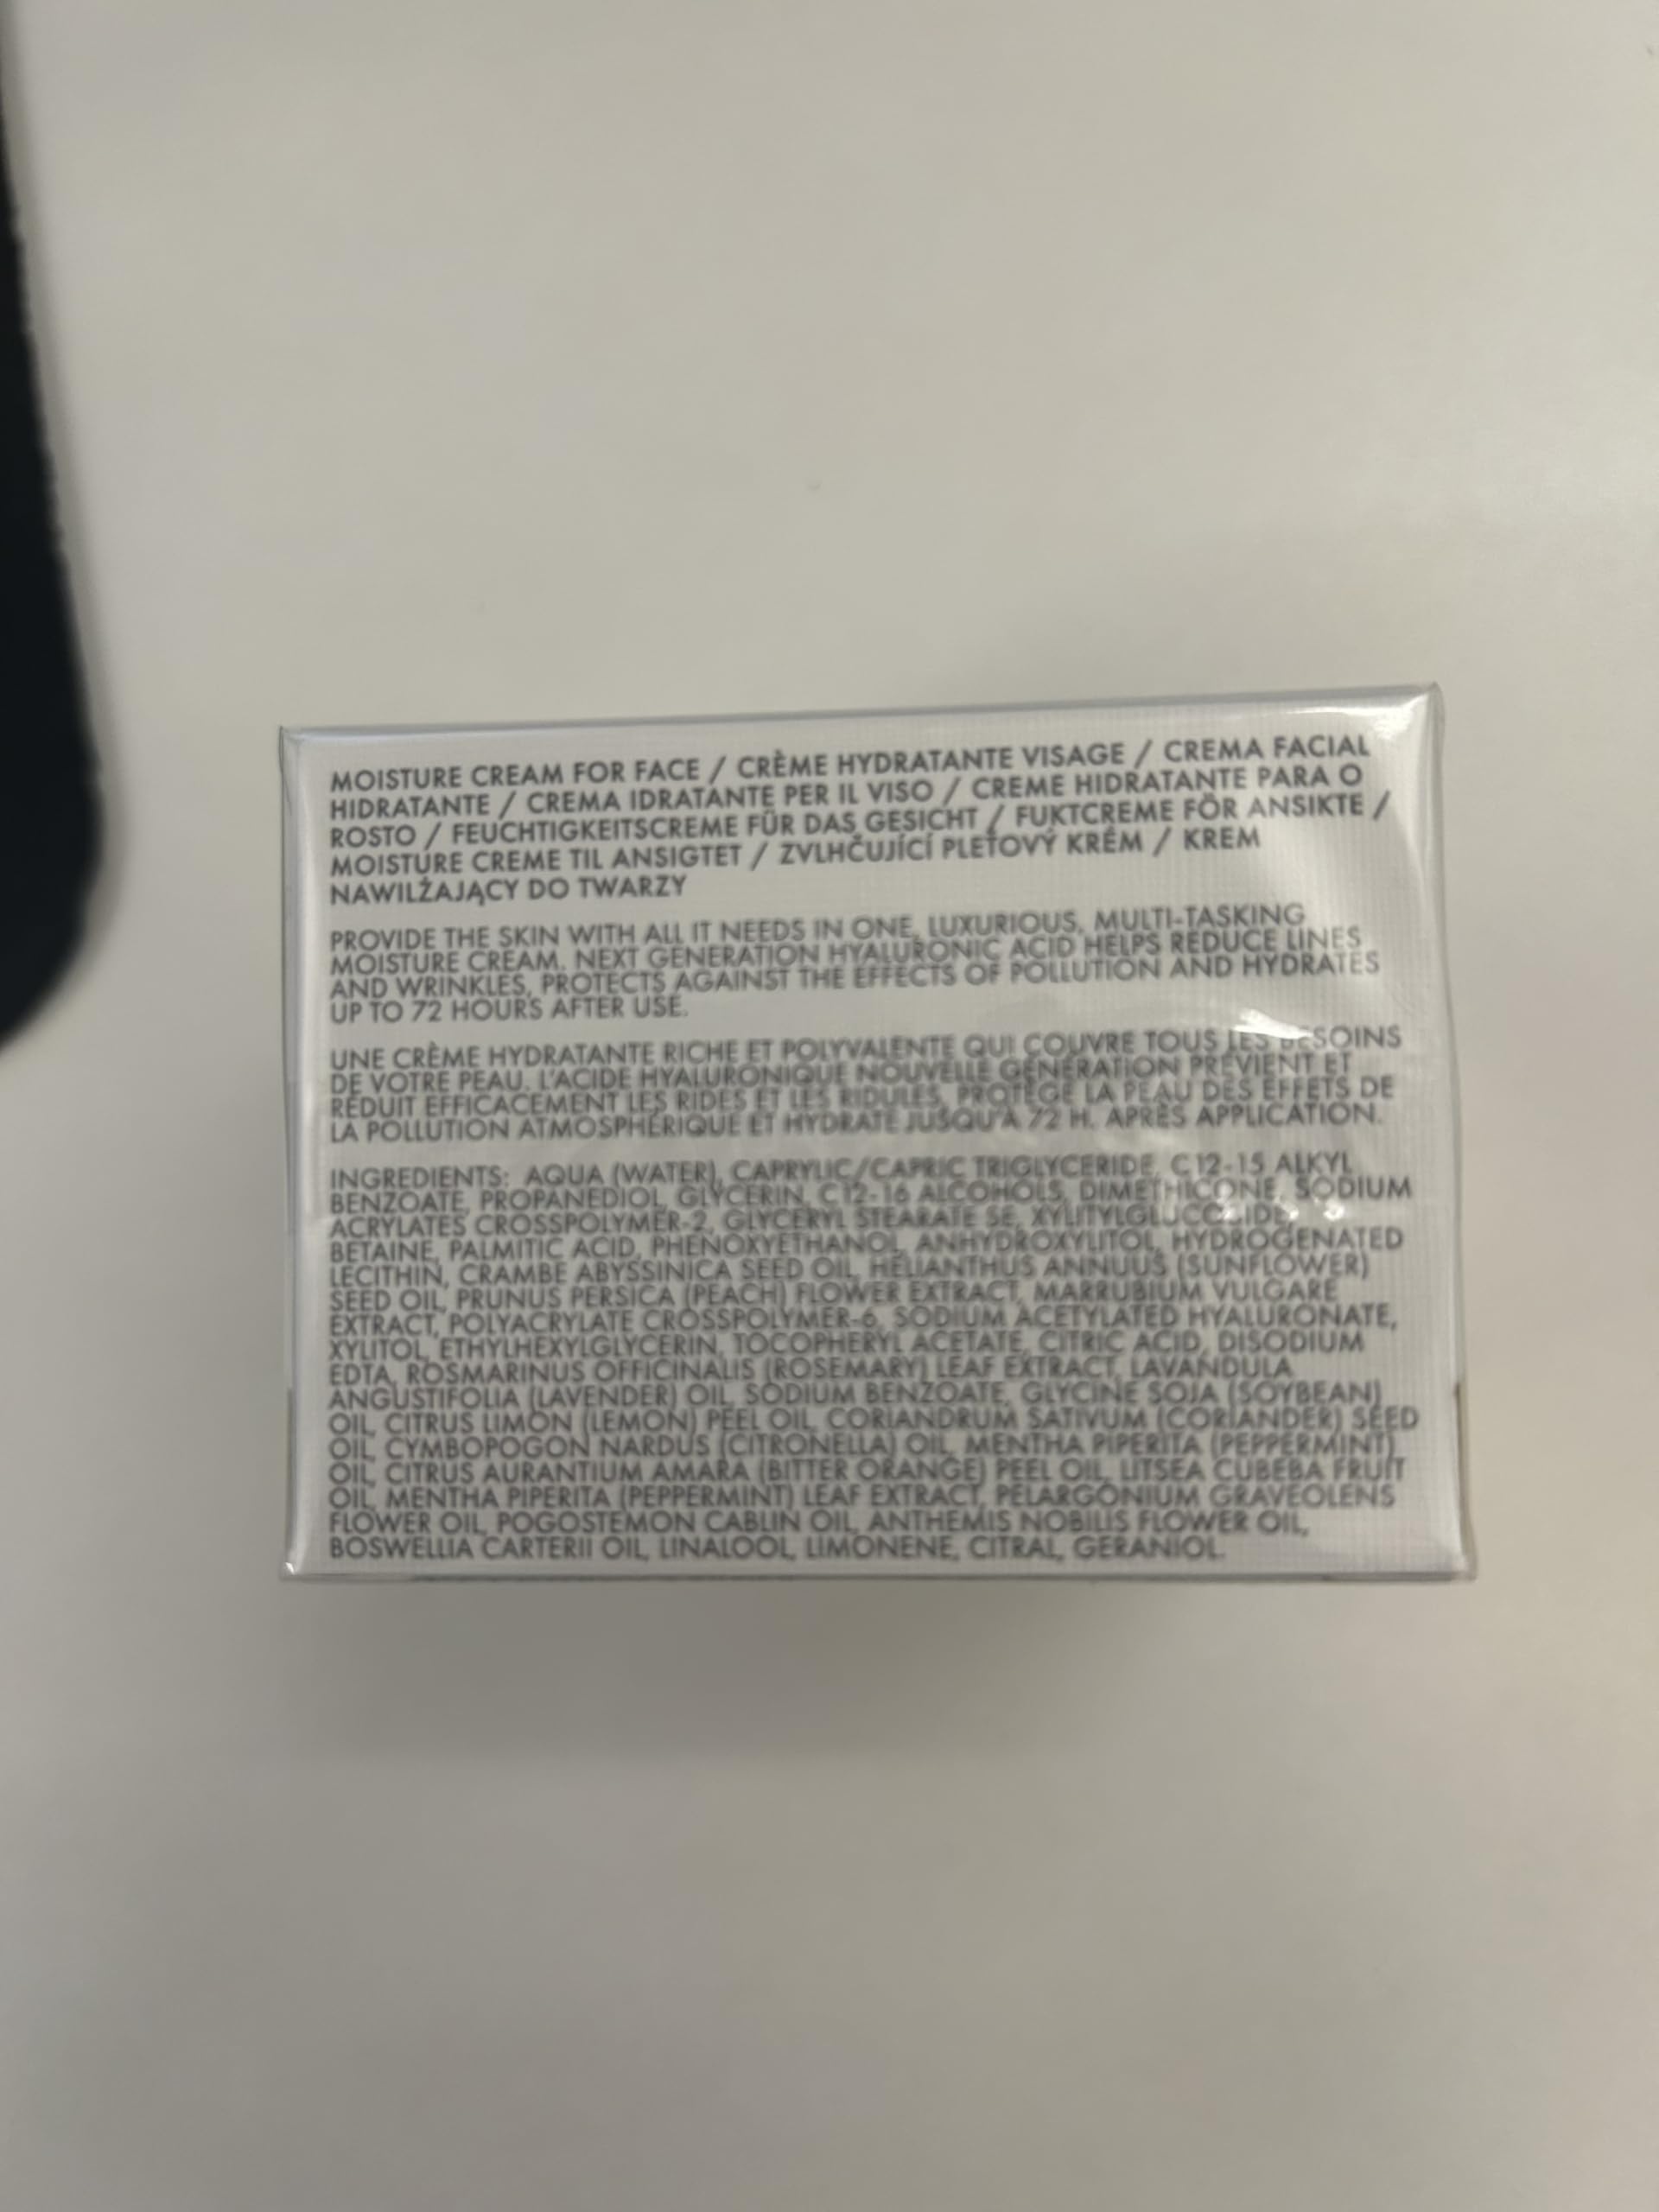 MOISTURE CREAM FOR FACE / CRÈME HYDRATANTE VISAGE / CREMA FACIAL
HIDRATANTE / CREMA IDRATANTE PER IL VISO / CREME HIDRATANTE PARA O
ROSTO / FEUCHTIGKEITSCREME FÜR DAS GESICHT / FUKTCREME FÖR ANSIKTE /
MOISTURE CREME TIL ANSIGTET / ZVLHČUJÍCÍ PLEŤOVÝ KRÉM / KREM
NAWILŻAJĄCY DO TWARZY
PROVIDE THE SKIN WITH ALL IT NEEDS IN ONE, LUXURIOUS, MULTI-TASKING
MOISTURE CREAM. NEXT GENERATION HYALURONIC ACID HELPS REDUCE LINES
AND WRINKLES, PROTECTS AGAINST THE EFFECTS OF POLLUTION AND HYDRATES
UP TO 72 HOURS AFTER USE.
UNE CRÈME HYDRATANTE RICHE ET POLYVALENTE QUI COUVRE TOUS LES BESOINS
DE VOTRE PEAU. L'ACIDE HYALURONIQUE NOUVELLE GÉNÉRATION PRÉVIENT ET
RÉDUIT EFFICACEMENT LES RIDES ET LES RIDULES, PROTÈGE LA PEAU DES EFFETS DE
LA POLLUTION ATMOSPHÉRIQUE ET HYDRATE JUSQU'À 72 H. APRÈS APPLICATION.
INGREDIENTS: AQUA (WATER), CAPRYLIC/CAPRIC TRIGLYCERIDE, C12-15 ALKYL
BENZOATE, PROPANEDIOL, GLYCERIN, C12-16 ALCOHOLS, DIMETHICONE, SODIUM
ACRYLATES CROSSPOLYMER-2, GLYCERYL STEARATE SE, XYLITYLGLUCOSIDE,
BETAINE, PALMITIC ACID, PHENOXYETHANOL, ANHYDROXYLITOL, HYDROGENATED
LECITHIN, CRAMBE ABYSSINICA SEED OIL, HELIANTHUS ANNUUS (SUNFLOWER)
SEED OIL, PRUNUS PERSICA (PEACH) FLOWER EXTRACT, MARRUBIUM VULGARE
EXTRACT, POLYACRYLATE CROSSPOLYMER-6, SODIUM ACETYLATED HYALURONATE,
XYLITOL, ETHYLHEXYLGLYCERIN, TOCOPHERYL ACETATE, CITRIC ACID, DISODIUM
EDTA, ROSMARINUS OFFICINALIS (ROSEMARY) LEAF EXTRACT, LAVANDULA
ANGUSTIFOLIA (LAVENDER) OIL, SODIUM BENZOATE, GLYCINE SOJA (SOYBEAN)
OIL, CITRUS LIMON (LEMON) PEEL OIL, CORIANDRUM SATIVUM (CORIANDER) SEED
OIL, CYMBOPOGON NARDUS (CITRONELLA) OIL, MENTHA PIPERITA (PEPPERMINT)
OIL, CITRUS AURANTIUM AMARA (BITTER ORANGE) PEEL OIL, LITSEA CUBEBA FRUIT
OIL, MENTHA PIPERITA (PEPPERMINT) LEAF EXTRACT, PELARGONIUM GRAVEOLENS
FLOWER OIL, POGOSTEMON CABLIN OIL, ANTHEMIS NOBILIS FLOWER OIL,
BOSWELLIA CARTERII OIL, LINALOOL, LIMONENE, CITRAL, GERANIOL.